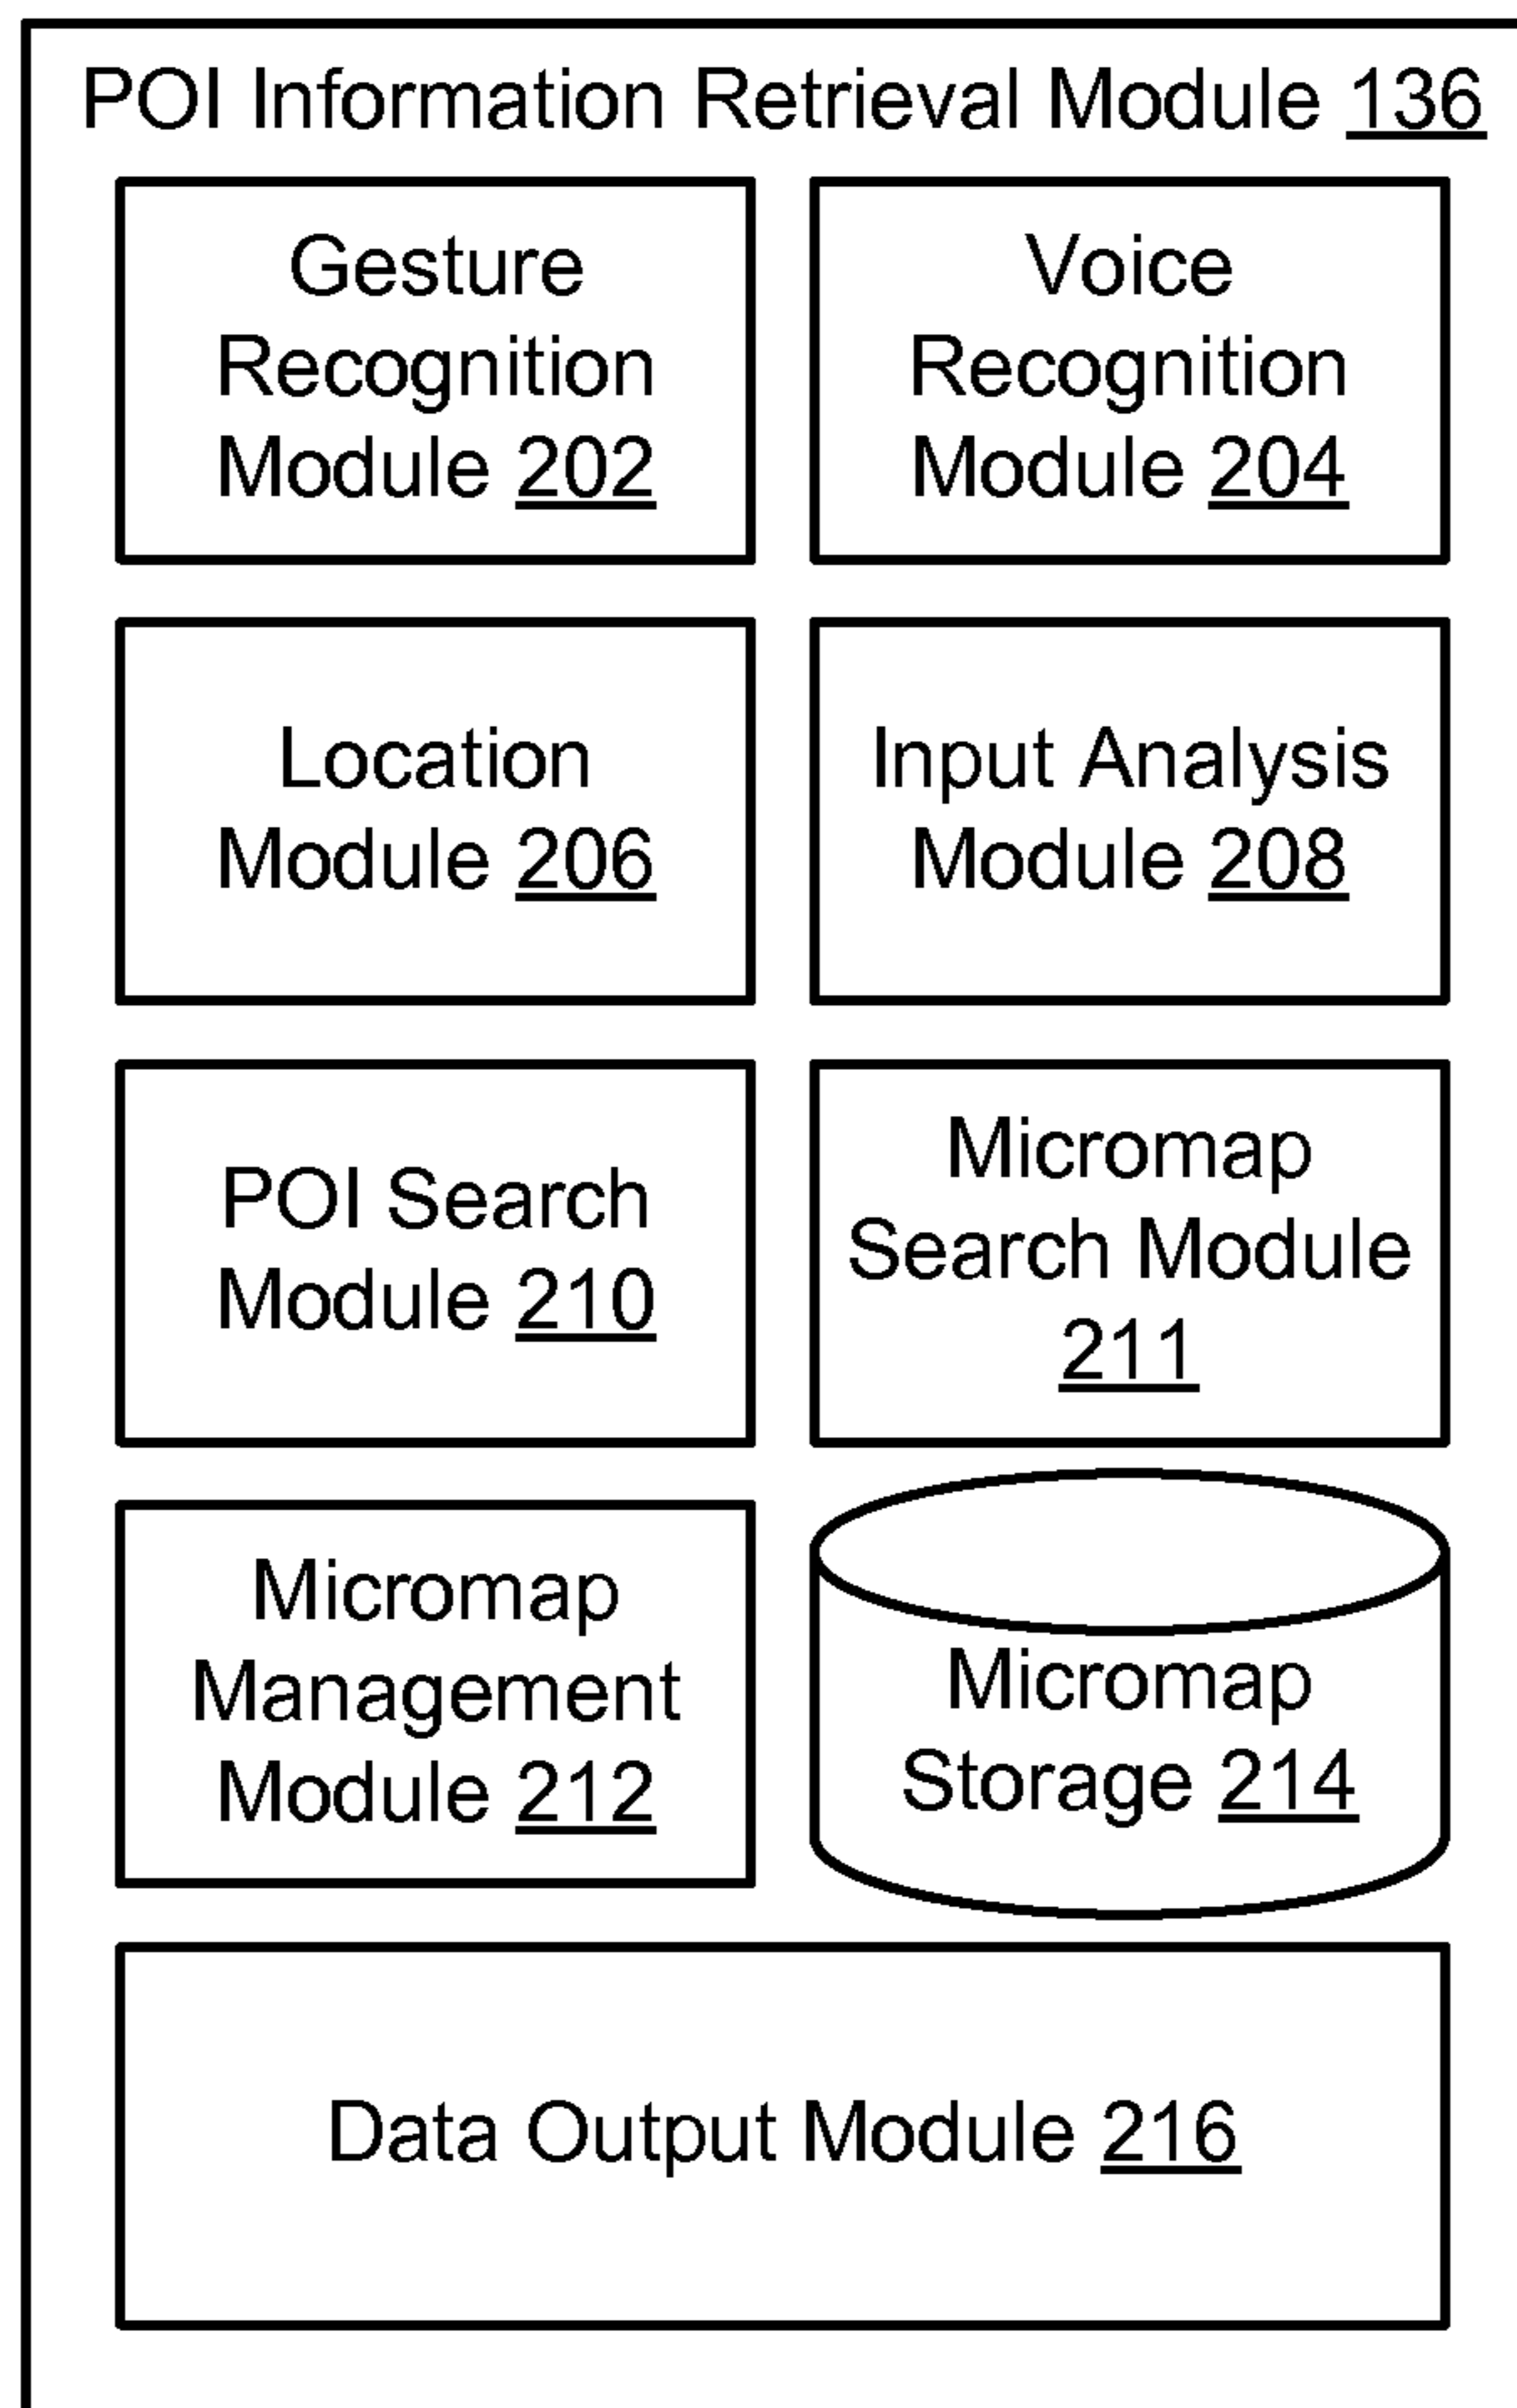 POI Information Retrieval Module 136
Gesture
Recognition
Module 202
Voice
Recognition
Module 204
Location
Module 206
Input Analysis
Module 208
POI Search
Module 210
Micromap
Search Module
211
Micromap
Management
Module 212
Micromap
Storage 214
Data Output Module 216